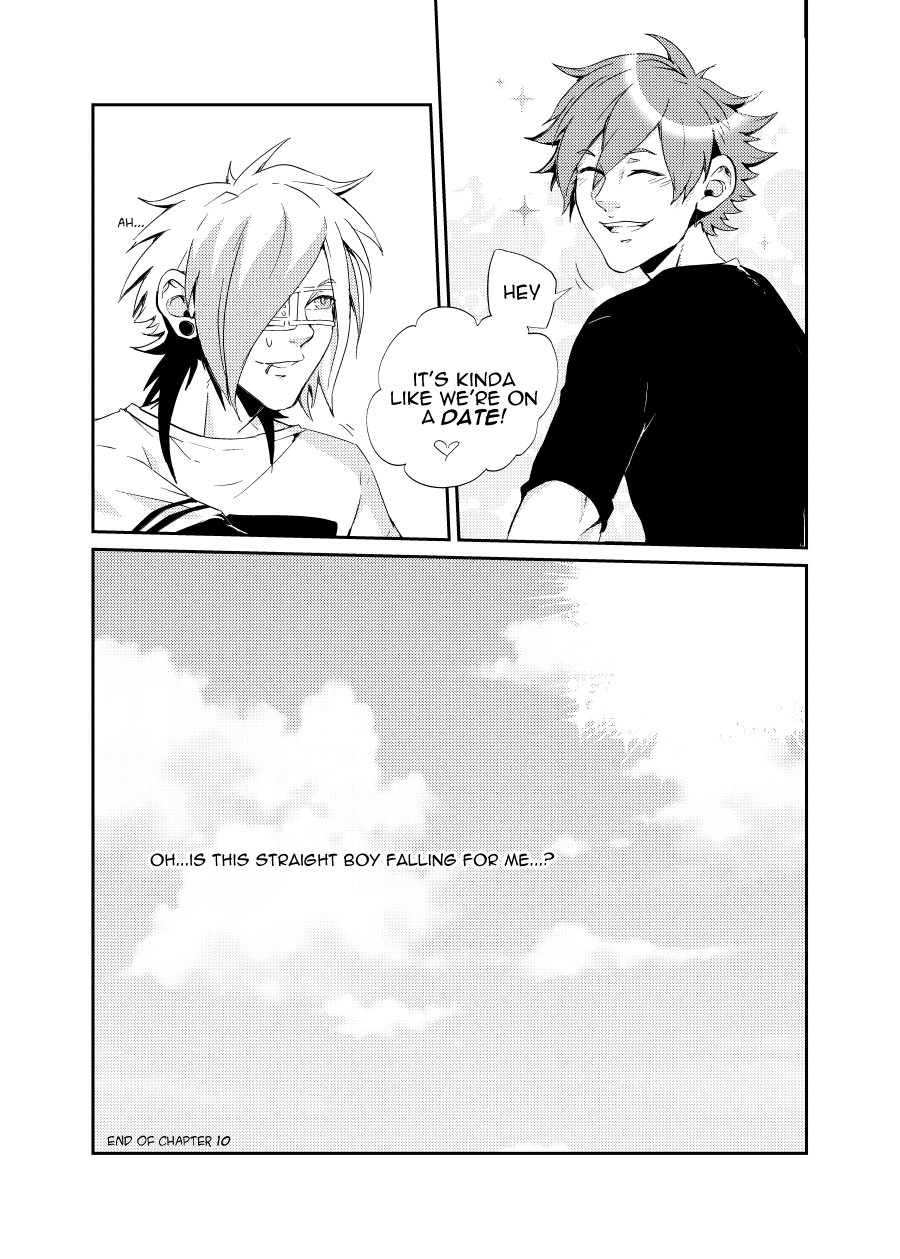 AH...
HEY
IT'S KINDA
LIKE WE'RE ON
A DATE!
OH...IS THIS STRAIGHT BOY FALLING FOR ME...?
END OF CHAPTER 10